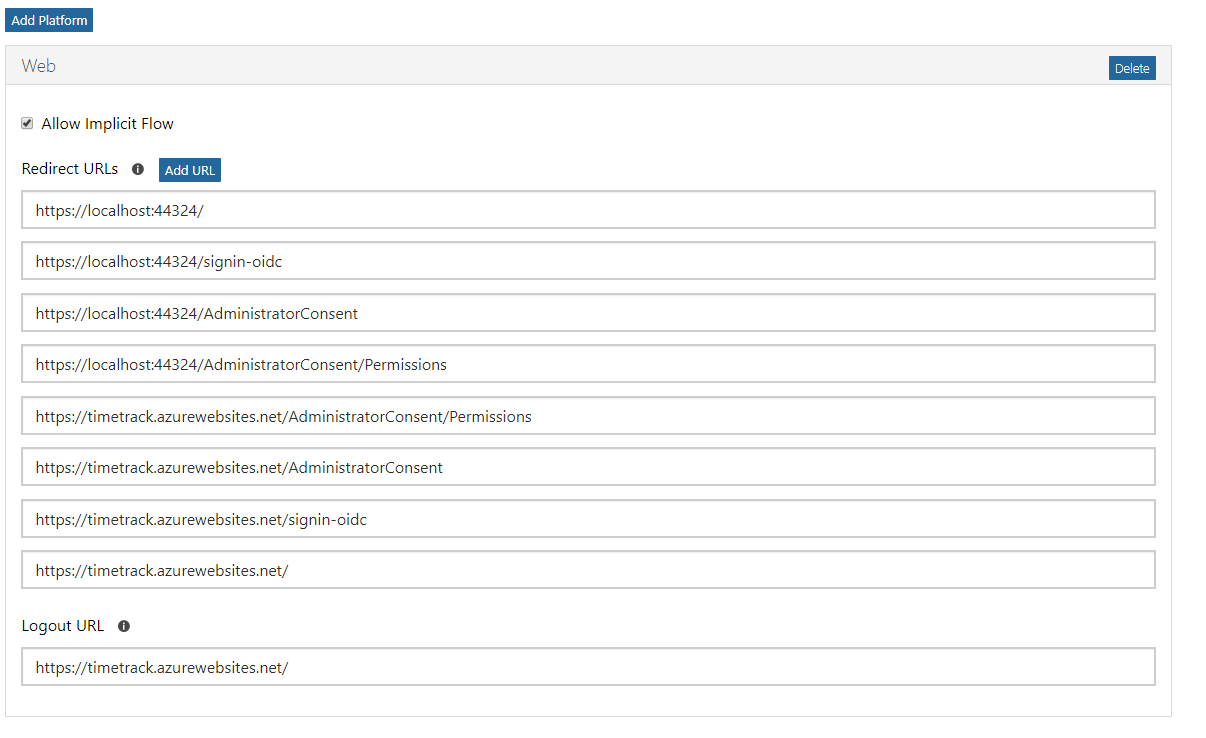 Add Platform
Web
Delete
Allow Implicit Flow
Redirect URLs
Add URL
https://localhost:44324/
https://localhost:44324/signin-oidc
https://localhost:44324/AdministratorConsent
https://localhost:44324/AdministratorConsent/Permissions
https://timetrack.azurewebsites.net/AdministratorConsent/Permissions
https://timetrack.azurewebsites.net/AdministratorConsent
https://timetrack.azurewebsites.net/signin-oidc
https://timetrack.azurewebsites.net/
Logout URL
https://timetrack.azurewebsites.net/